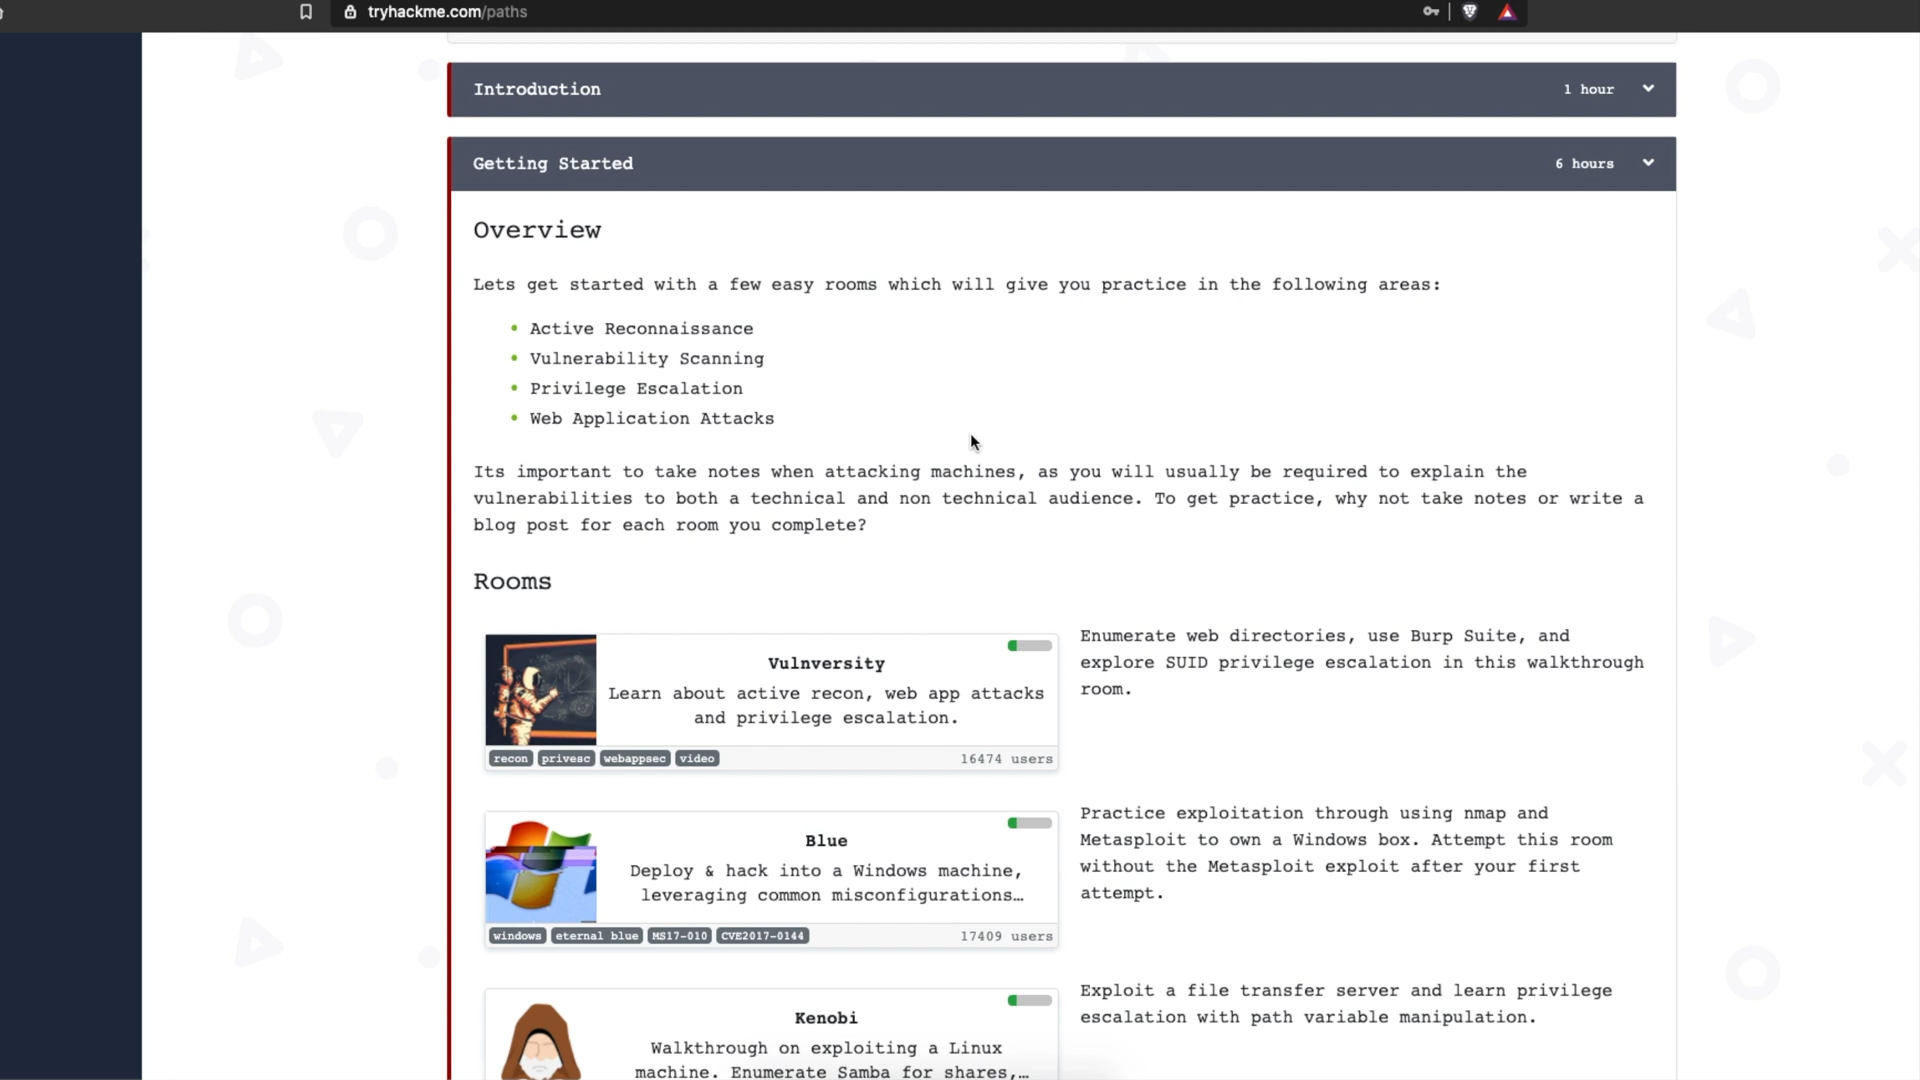 tryhackme.com/paths
Introduction
1 hour
Getting Started
6 hours
Overview
Lets get started with a few easy rooms which will give you practice in the following areas:
• Active Reconnaissance
• Vulnerability Scanning
• Privilege Escalation
• Web Application Attacks
Its important to take notes when attacking machines, as you will usually be required to explain the
vulnerabilities to both a technical and non technical audience. To get practice, why not take notes or write a
blog post for each room you complete?
Rooms
Vulnversity
Learn about active recon, web app attacks
and privilege escalation.
recon privesc webappsec video
16474 users
Enumerate web directories, use Burp Suite, and
explore SUID privilege escalation in this walkthrough
room.
Blue
Deploy & hack into a Windows machine,
leveraging common misconfigurations…
windows eternal blue MS17-010 CVE2017-0144
17409 users
Practice exploitation through using nmap and
Metasploit to own a Windows box. Attempt this room
without the Metasploit exploit after your first
attempt.
Kenobi
Walkthrough on exploiting a Linux
machine. Enumerate Samba for shares,…
Exploit a file transfer server and learn privilege
escalation with path variable manipulation.